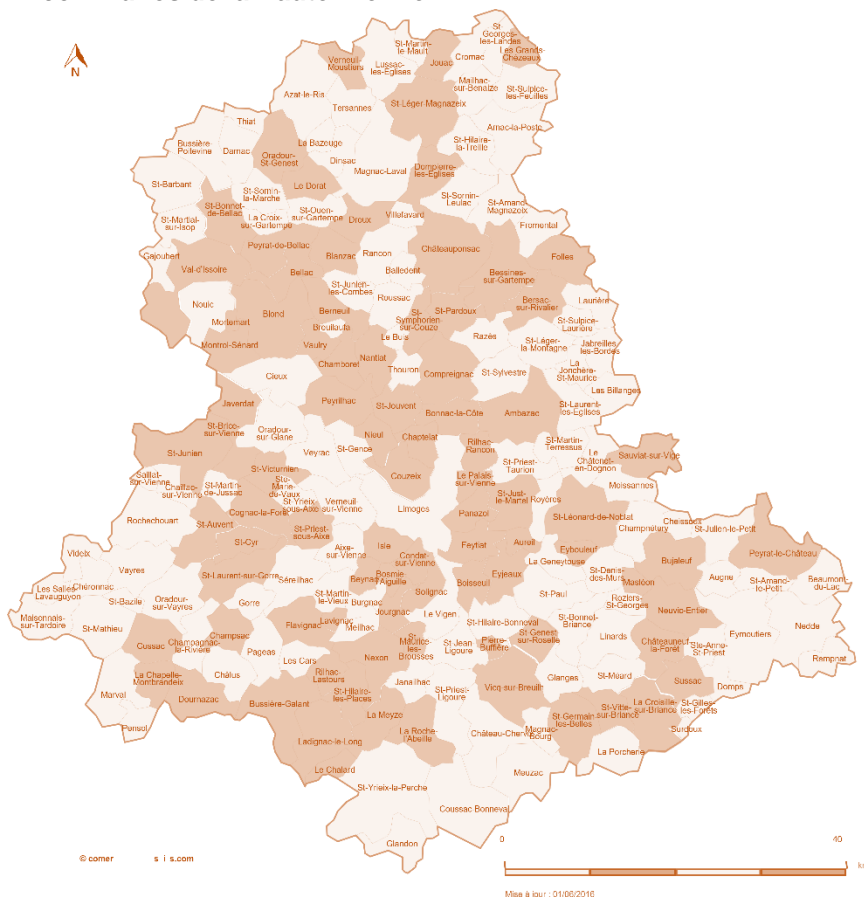 N
St
Georges-
les-Landes
Les Grands-
Chézeaux
St-Martin-
le Mault
Verneuil-
Moustiers
Lussac-
les-Eglises
Jouac
Cromac
Mailhac-
sur-Benaize
St-Sulpice-
les-Feuilles
Azat-le-Ris
Tersannes
St-Léger-Magnazeix
Arnac-la-Poste
Thiat
Bussière-
Poitevine
Darnac
La Bazeuge
Oradour-
St-Genest
Dinsac
Magnac-Laval
St-Hilaire-
la-Treille
Dompierre-
les-Eglises
St-Barbant
Le Dorat
St-Sornin-
la-Marche
St-Sornin-
Leulac
St-Amand-
Magnazeix
St-Bonnet-
de-Bellac
St-Ouen-
sur-Gartempe
La Croix-
sur-Gartempe
Droux
Villefavard
St-Martial-
sur-Isop
Fromental
Peyrat-de-Bellac
Châteauponsac
Gajoubert
Blanzac
Rancon
Folles
Val-d'Issoire
Bellac
Balledent
Bessines-
sur-Gartempe
St-Junien-
les-Combes
Roussac
Nouic
Mortemart
Blond
Berneuil
St-
Symphorien-
sur-Couze
St-Pardoux
Bersac-
sur-Rivalier
Laurière
St-Sulpice-
Laurière
Breuilaufa
Le Buis
Razès
St-Léger-
la-Montagne
Jabreilles-
les-Bordes
Montrol-Sénard
Vaulry
Nantiat
Chamboret
Thouron
Compreignac
St-Sylvestre
La
Jonchère-
St-Maurice
Cieux
Les Billanges
Peyrilhac
St-Jouvent
Bonnac-la-Côte
Ambazac
St-Laurent-
les-Eglises
Javerdat
St-Brice-
sur-Vienne
Oradour-
sur Glane
Nieul
Chaptelat
St-Junien
Veyrac
St-Gence
Rilhac-
Rancon
St-Martin-
Terressus
Le
Châtenet-
en-Dognon
Sauviat-sur-Vige
St-Priest-
Taurion
Saillat-
sur-Vienne
Chaillac-
sur-Vienne
St-Victurnien
St-Martin-
de-Jussac
Ste-
Marie-
de-Vaux
Couzeix
Le Palais-
sur-Vienne
Moissannes
St-Yrieix-
sous-Aixe
Verneuil-
sur-Vienne
St-Just-
le-Martel
Royères
Rochechouart
Cognac-la-Forêt
Limoges
Panazol
St-Léonard-de-Noblat
St-Auvent
St-Priest-
sous-Aixe
Champnétery
Cheissoux
St-Julien-le-Petit
St-Cyr
Videix
Aixe-
sur-Vienne
Isle
Condat-
sur-Vienne
Feytiat
Aureil
Eybouleuf
La Geneytouse
Bujaleuf
Peyrat-le-Château
Vayres
Les Salles-
Lavauguyon
Chéronnac
St-Laurent-sur-Gorre
Séreilhac
Beynac
Bosmie-
l'Aiguille
Solignac
Boisseuil
Eyjeaux
St-Denis-
des-Murs
Masléon
Augne
St-Amand-
le-Petit
Beaumont-
du-Lac
St-Bazile
Oradour-
sur-Vayres
Gorre
St-Martin-
le-Vieux
Burgnac
Jourgnac
Le Vigen
St-Paul
Roziers-
St-Georges
Neuvic-Entier
Maisonnais-
sur-Tardoire
St-Mathieu
Flavignac
Lavignac
Meilhac
St-Hilaire-Bonneval
St-Bonnet-
Briance
Linards
Eymoutiers
Nedde
Cussac
Champsac
Champagnac-
la-Rivière
Pageas
Les Cars
Nexon
St-
Maurice-
les-
Brousses
St-Jean
Ligoure
Pierre-
Buffière
St-Genest-
sur-Roselle
Châteauneuf-
la-Forêt
Ste-Anne-
St-Priest
Rempnat
La Chapelle-
Montbrandeix
Châlus
Rilhac-
Lastours
Janailhac
Glanges
St-Méard
Sussac
Domps
Marval
Dournazac
Bussière-Galant
St-Hilaire-
les-Places
St-Priest-
Ligoure
Vicq-sur-Breuilh
La Croisille-
sur-Briance
St-Gilles-
les-Forêts
Pensol
La Meyze
St-Vitte-
sur-Briance
Surdoux
Ladignac-le-Long
La Roche-
l'Abeille
Château-Chervix
Magnac-
Bourg
St-Germain-
les-Belles
La Porcherie
Le Chalard
Meuzac
St-Yrieix-la-Perche
Coussac Bonneval
Glandon
0
40
© comer s i s.com
Mise à jour : 01/06/2016